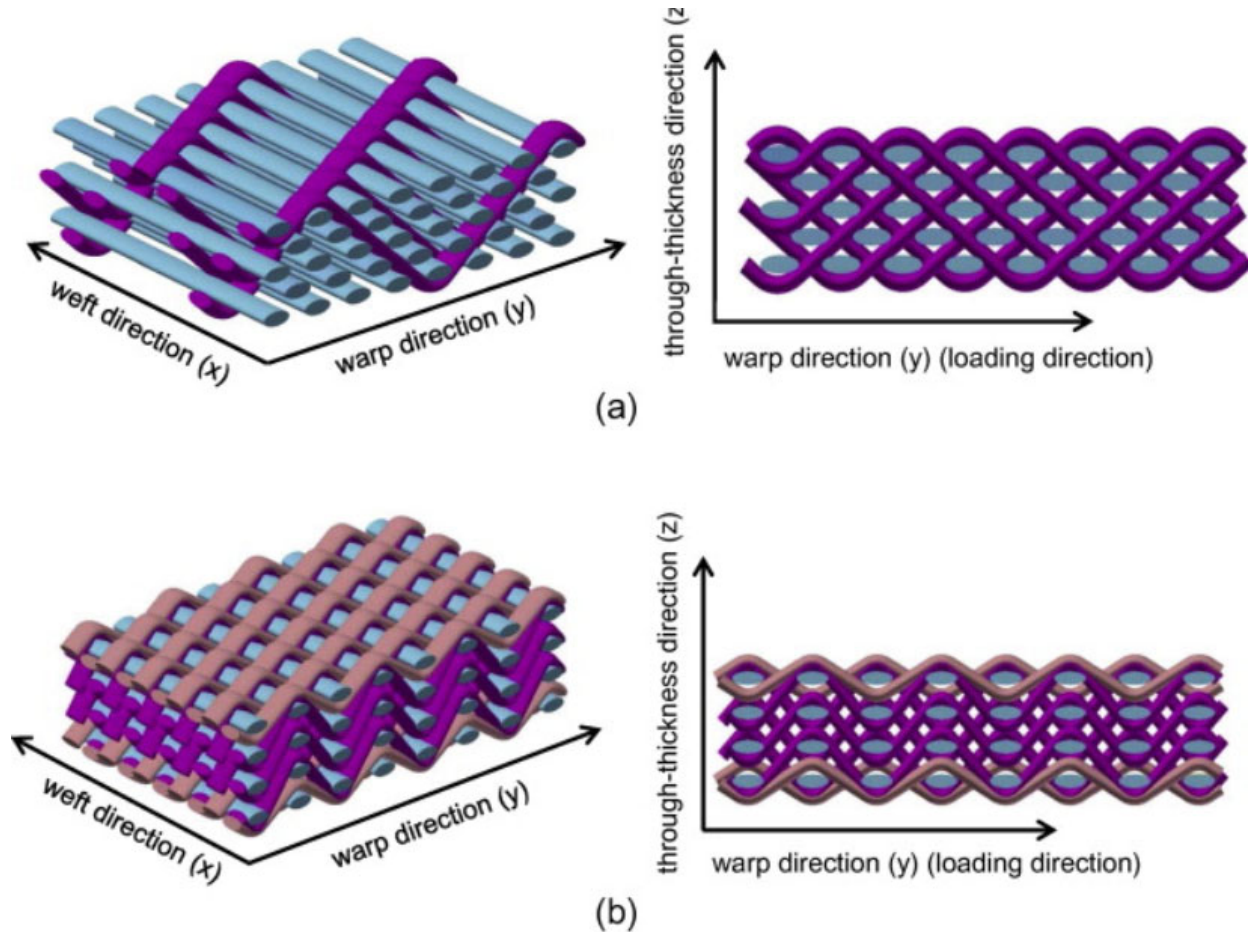 through-thickness direction (z
weft direction (x)
warp direction (y)
warp direction (y) (loading direction)
(a)
through-thickness direction (z)
weft direction (x)
warp direction (y)
warp direction (y) (loading direction)
(b)